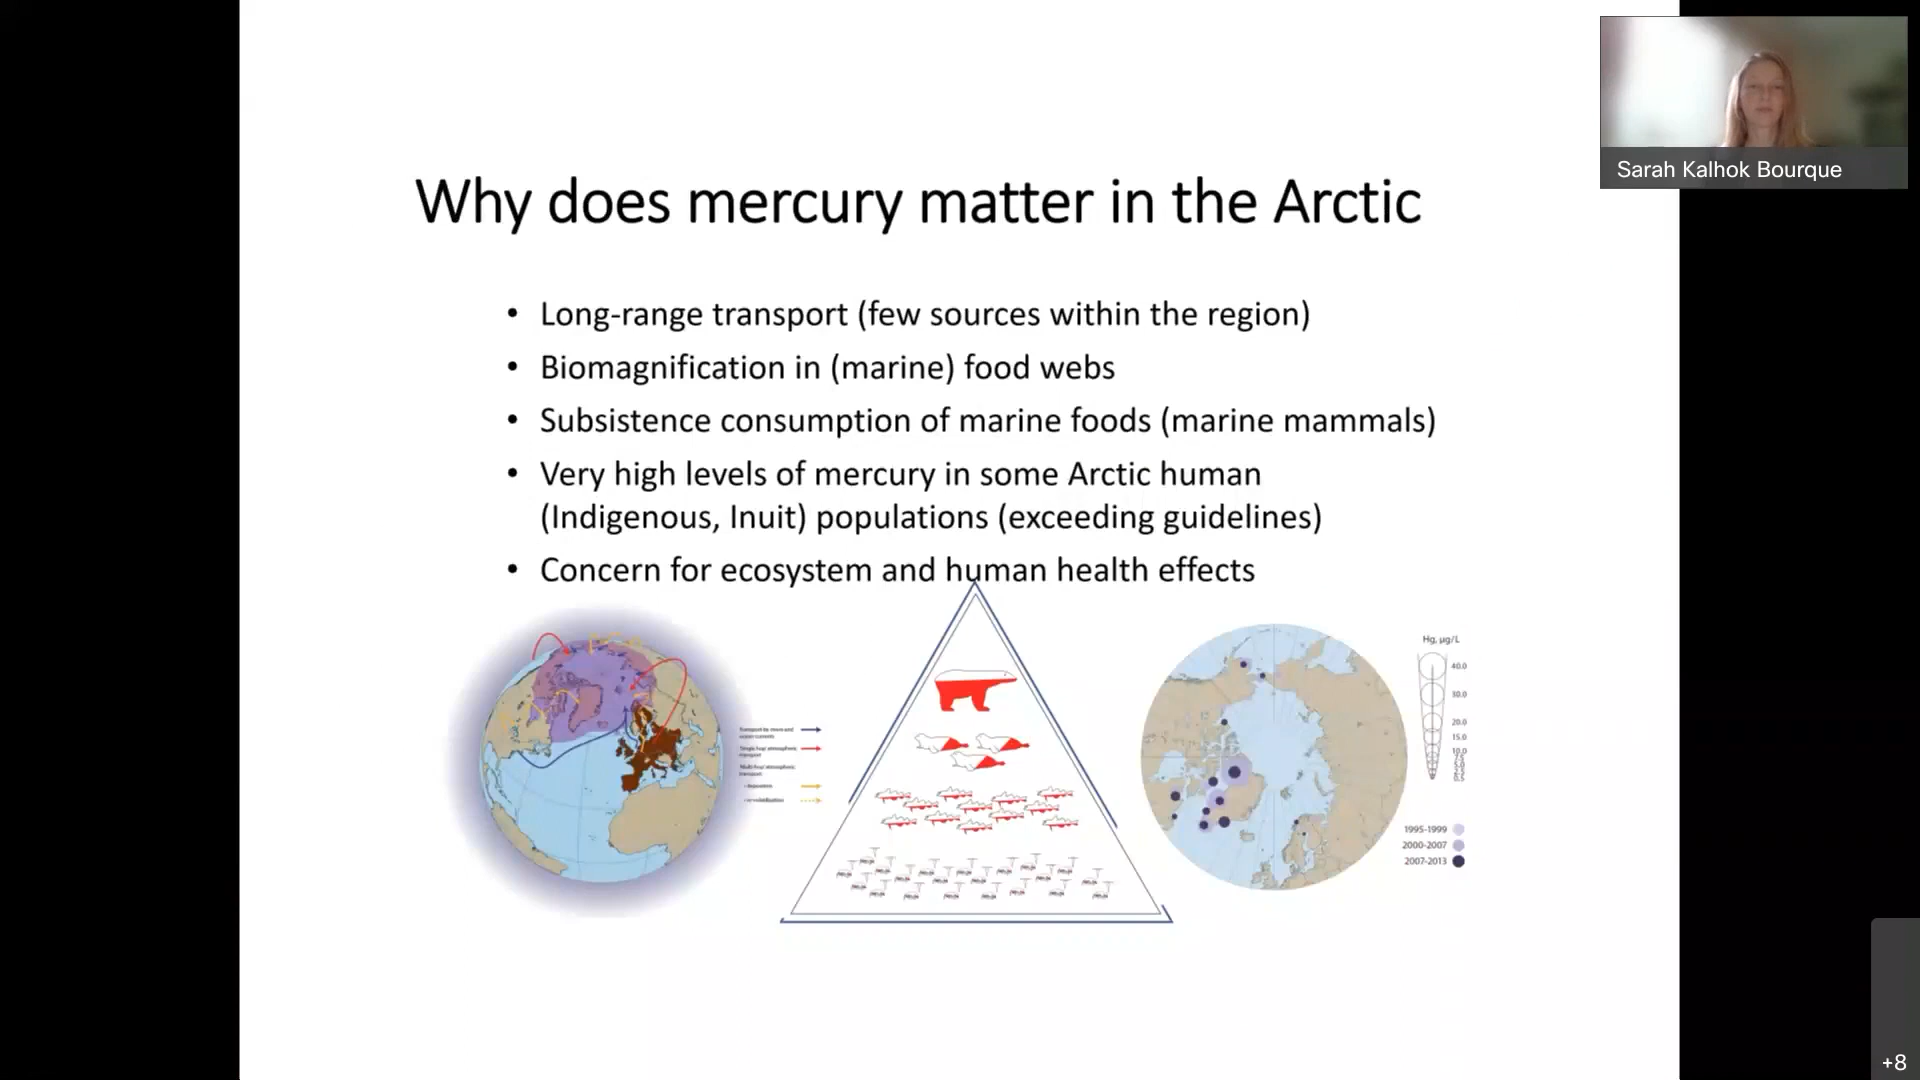 Sarah Kalhok Bourque
Why does mercury matter in the Arctic
• Long-range transport (few sources within the region)
• Biomagnification in (marine) food webs
• Subsistence consumption of marine foods (marine mammals)
• Very high levels of mercury in some Arctic human
(Indigenous, Inuit) populations (exceeding guidelines)
• Concern for ecosystem and human health effects
Hg, µg/L
40.0
30.0
20.0
15.0
10.0
1995-1999
2000-2007
2007-2013
+8